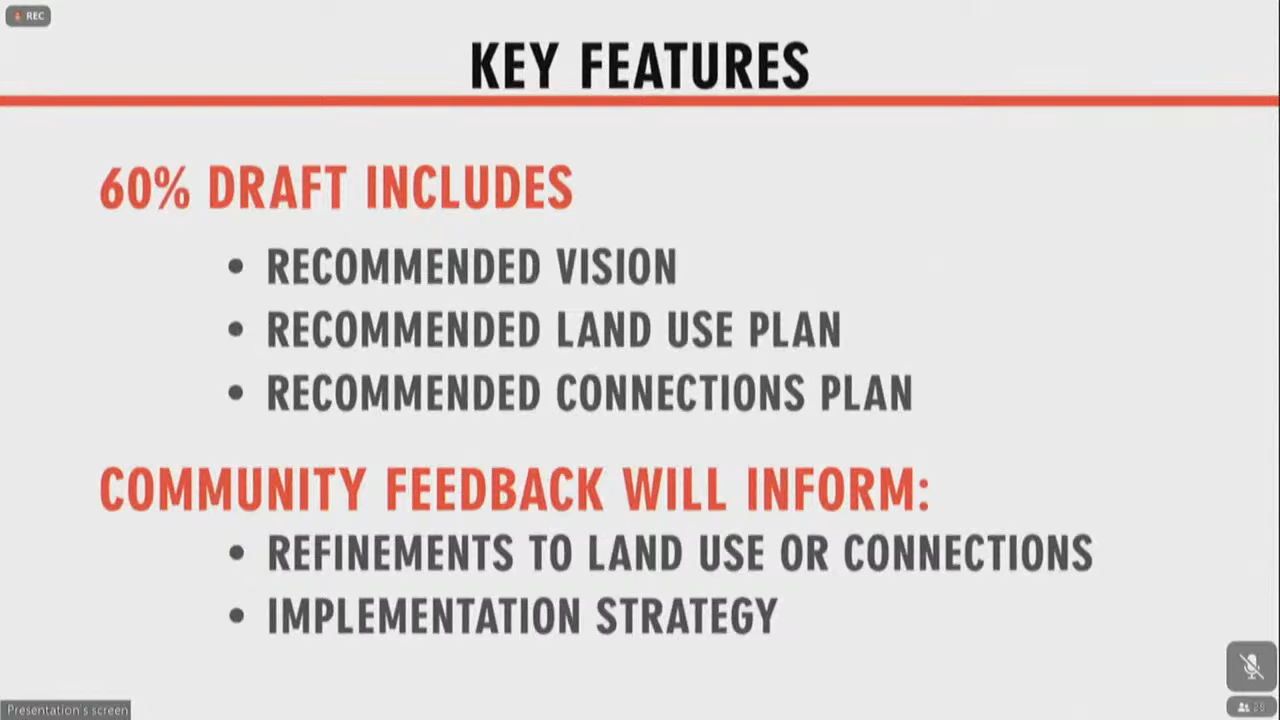 REC
KEY FEATURES
60% DRAFT INCLUDES
• RECOMMENDED VISION
• RECOMMENDED LAND USE PLAN
• RECOMMENDED CONNECTIONS PLAN
COMMUNITY FEEDBACK WILL INFORM:
• REFINEMENTS TO LAND USE OR CONNECTIONS
• IMPLEMENTATION STRATEGY
Presentation's screen